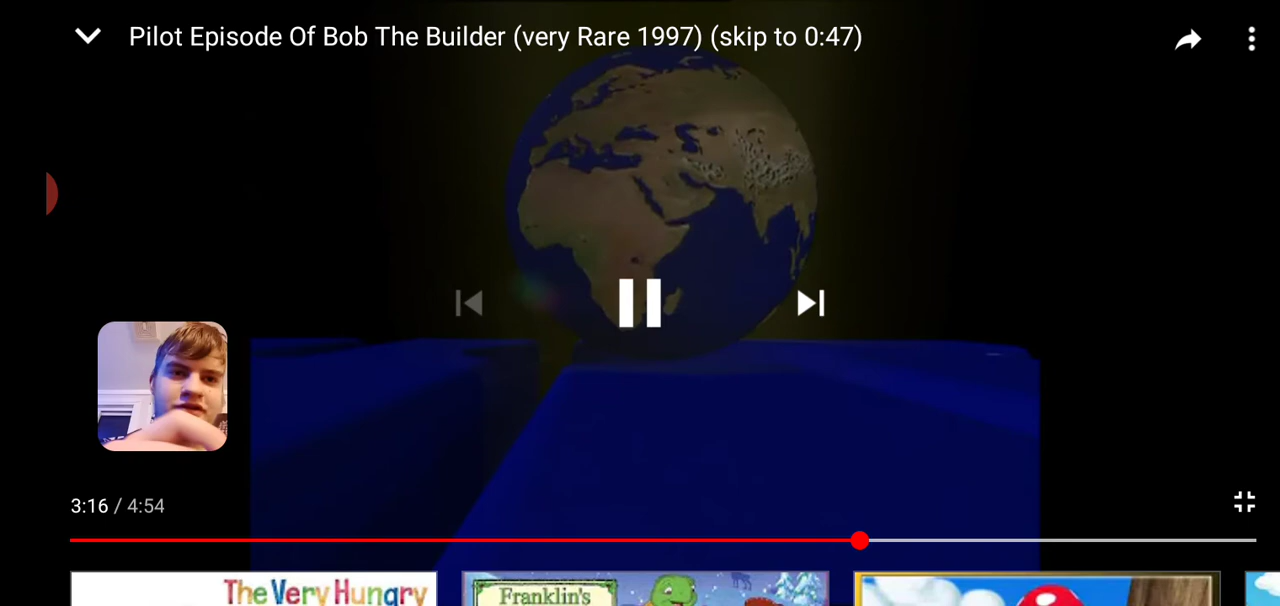 Pilot Episode Of Bob The Builder (very Rare 1997) (skip to 0:47)
3:16 / 4:54
The Very Hungry
Franklin's